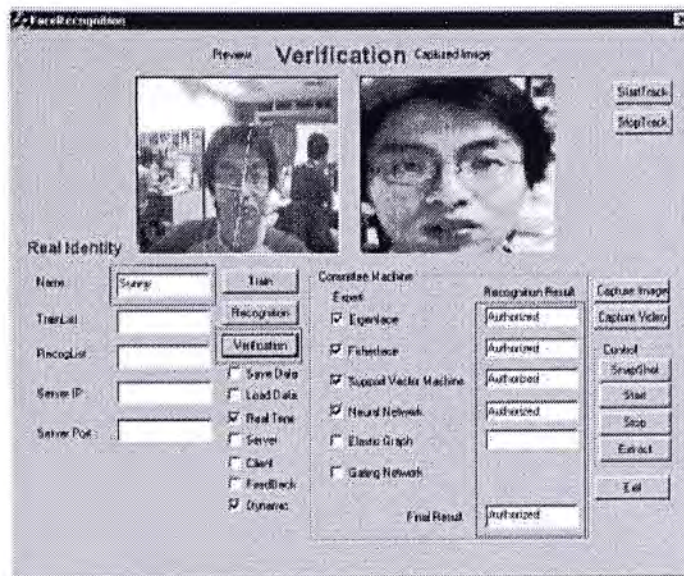 FaceRecognition
Preview Verification Captured Image
StartTrack
StopTrack
Real Identity
Name Sunny
TrainList
RecogList
Server IP :
Server Port :
Train
Recognition
Verification
Save Data
Load Data
Real Time
Server
Client
FeedBack
Dynamic
Committee Machine
Expert Recognition Result
Eigenface Authorized
Fisherface Authorized
Support Vector Machine Authorized
Neural Network Authorized
Elastic Graph
Gating Network
Final Result Authorized
Capture Image
Capture Video
Control
SnapShot
Start
Stop
Extract
Exit